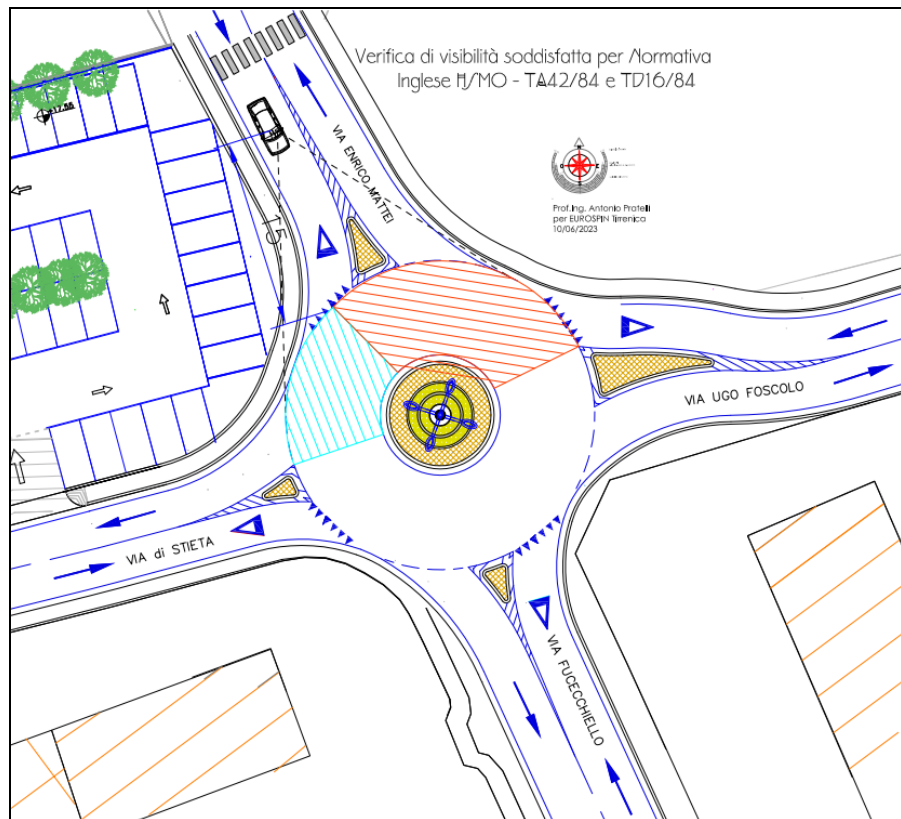 Verifica di visibilità soddisfatta per Normativa
Inglese H/MO - TA42/84 e TD16/84
Prof.Ing. Antonio Pratelli
per EUROSPIN Tirrenica
10/06/2023
VIA ENRICO MATTEI
15
VIA UGO FOSCOLO
VIA di STIETA
VIA FUCECCHIELLO